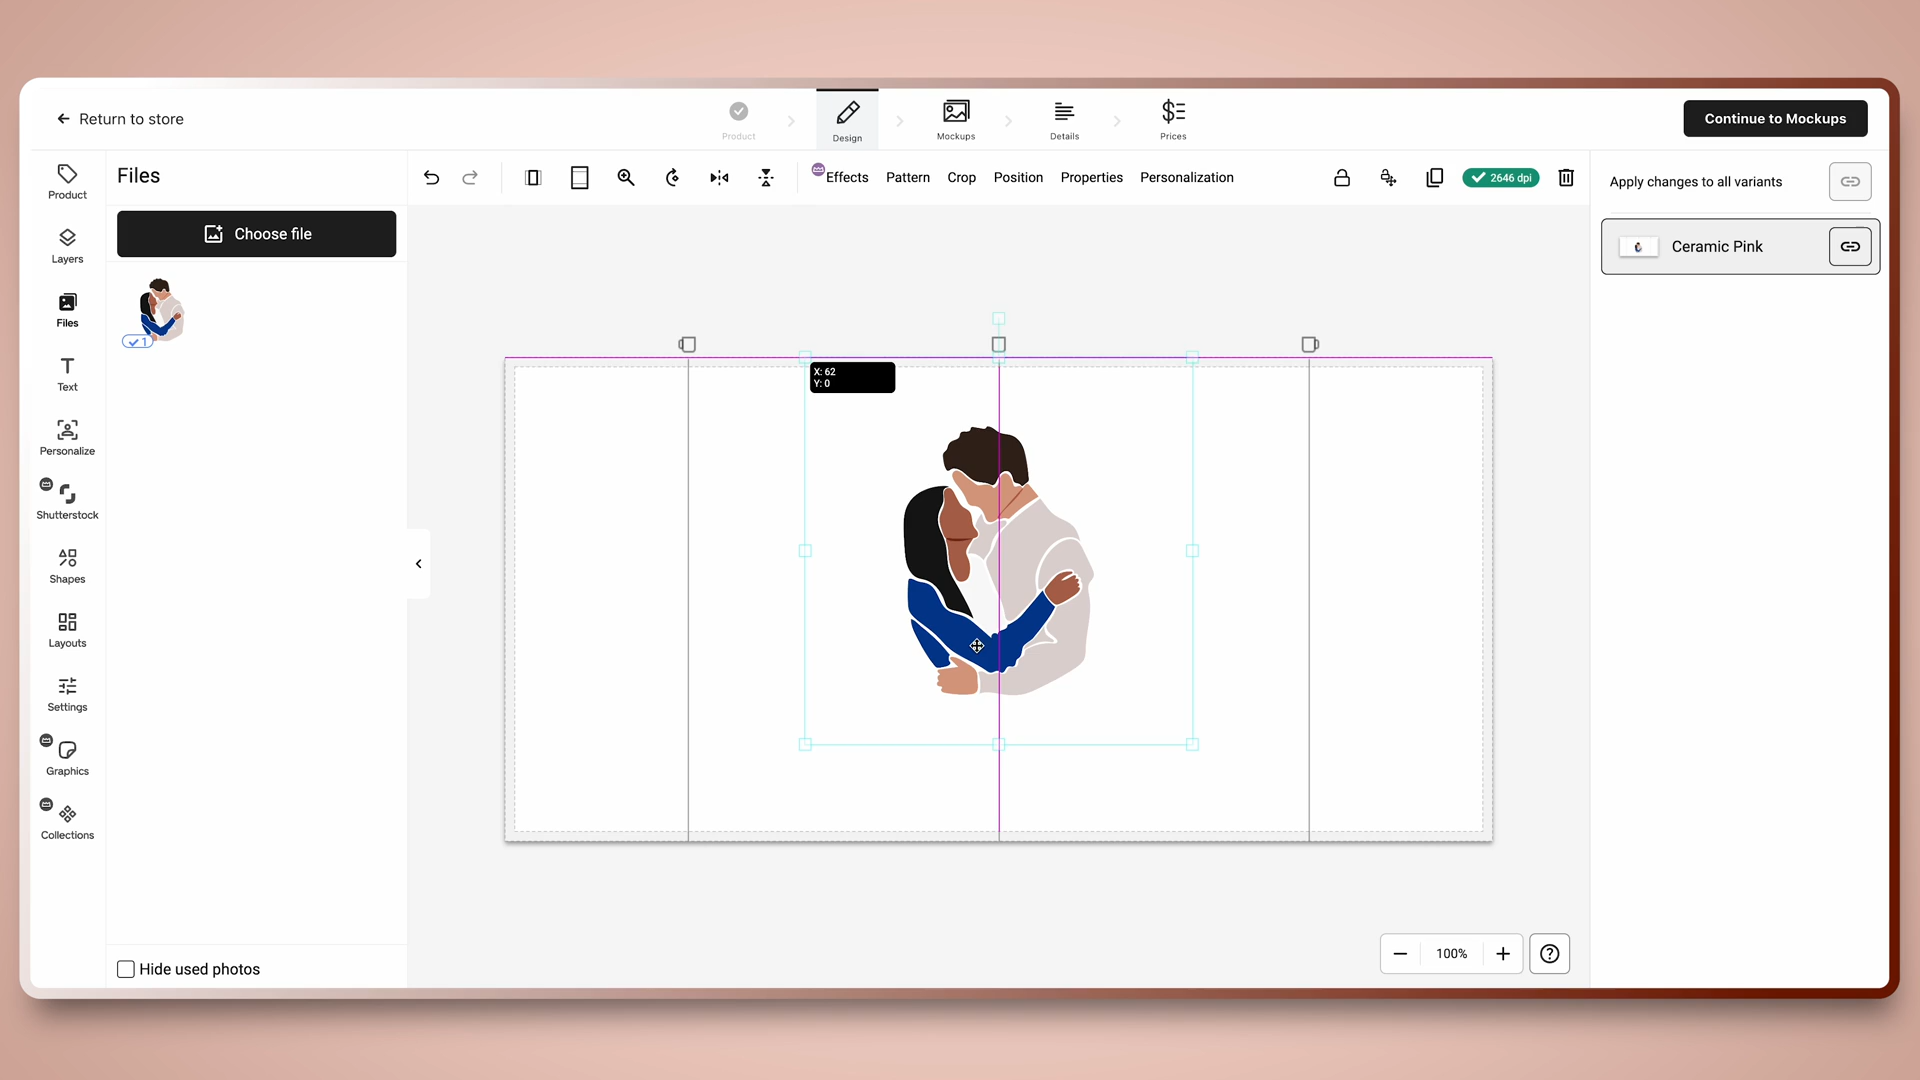 Return to store
Product
Design
Mockups
Details
Prices
Continue to Mockups
Product
Layers
Files
Text
Personalize
Shutterstock
Shapes
Layouts
Settings
Graphics
Collections
Files
Choose file
1
Hide used photos
Effects
Pattern
Crop
Position
Properties
Personalization
2646 dpi
X: 62
Y: 0
100%
Apply changes to all variants
Ceramic Pink